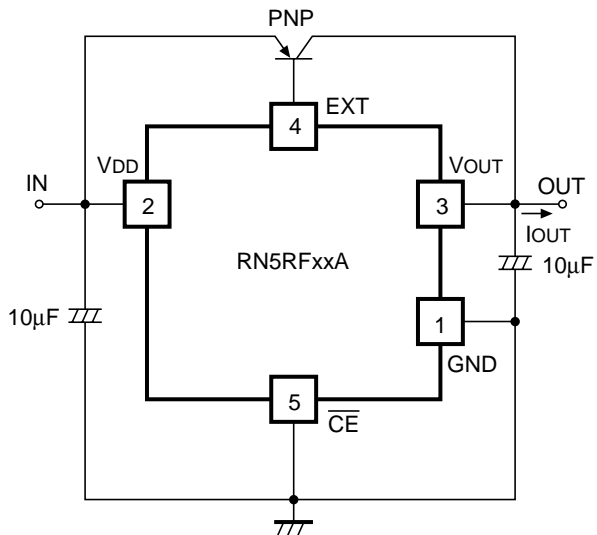 PNP
EXT
4
VDD
VOUT
IN
OUT
2
3
IOUT
RN5RFxxA
10μF
10μF
1
GND
5
CE